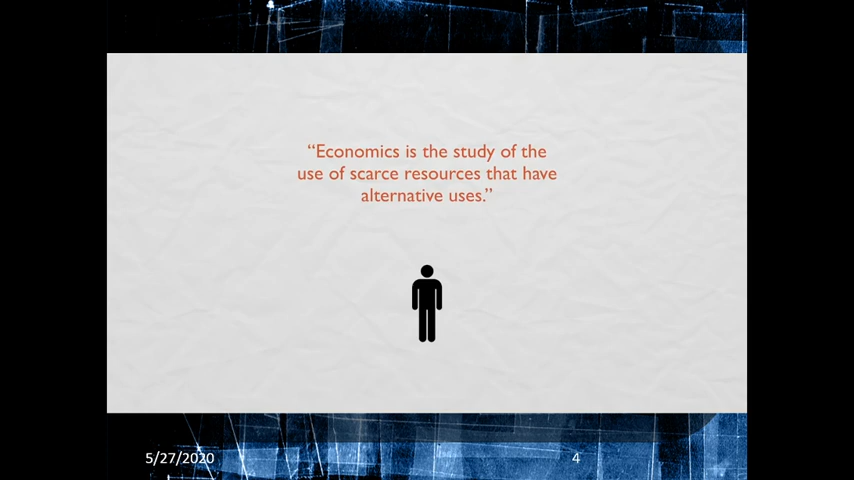 “Economics is the study of the
use of scarce resources that have
alternative uses.”
5/27/2020
4